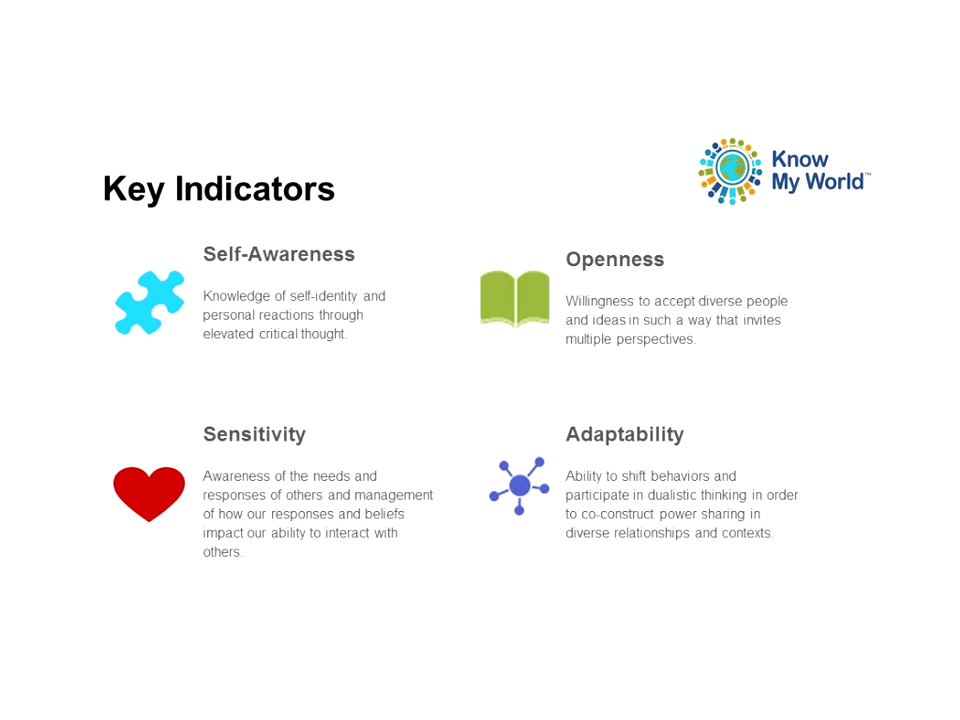 Know
My World™
Key Indicators
Self-Awareness
Knowledge of self-identity and
personal reactions through
elevated critical thought.
Openness
Willingness to accept diverse people
and ideas in such a way that invites
multiple perspectives.
Sensitivity
Awareness of the needs and
responses of others and management
of how our responses and beliefs
impact our ability to interact with
others.
Adaptability
Ability to shift behaviors and
participate in dualistic thinking in order
to co-construct power sharing in
diverse relationships and contexts.